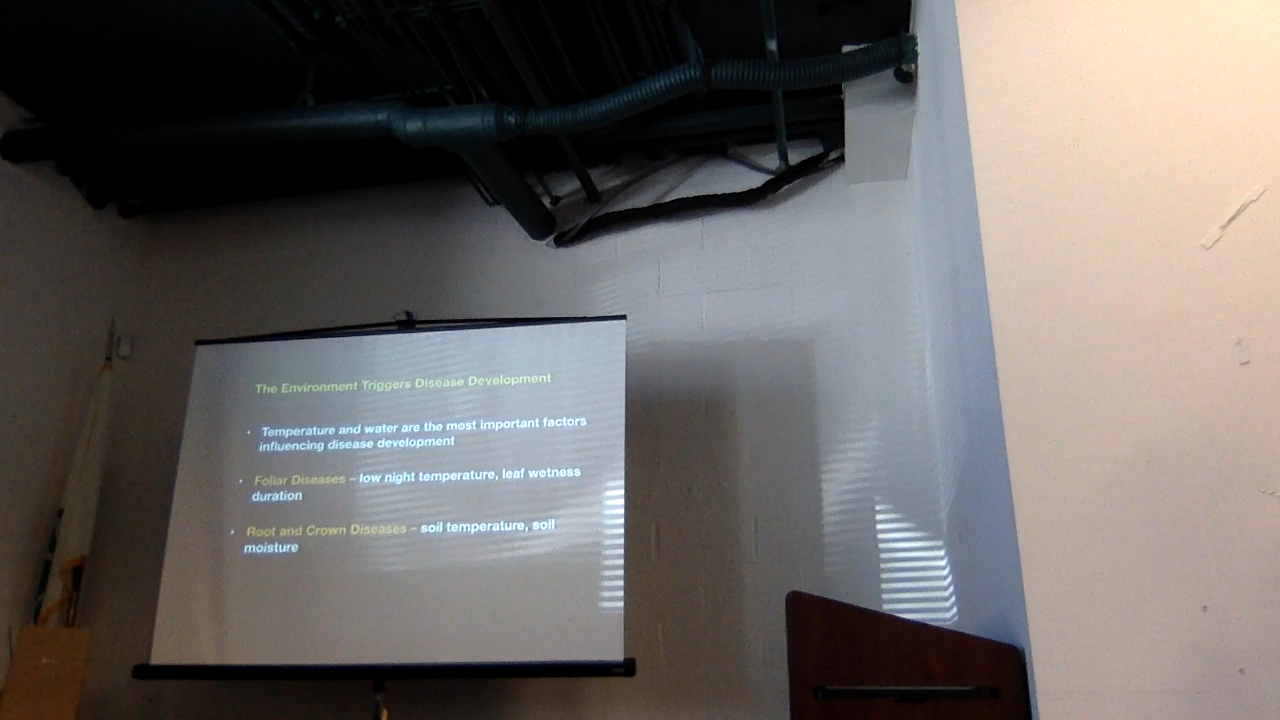 The Environment Triggers Disease Development
• Temperature and water are the most important factors
influencing disease development
• Foliar Diseases – low night temperature, leaf wetness
duration
• Root and Crown Diseases – soil temperature, soil
moisture